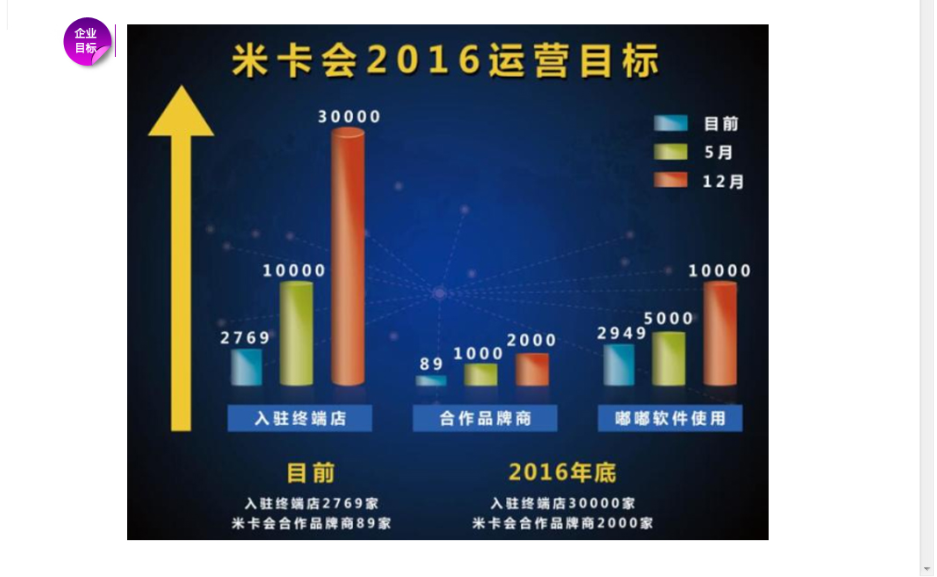 企业
目标
米卡会2016运营目标
30000
目前
5月
12月
10000
10000
2769
89
1000
2000
2949
5000
入驻终端店
合作品牌商
嘟嘟软件使用
目前
2016年底
入驻终端店2769家
入驻终端店30000家
米卡会合作品牌商89家
米卡会合作品牌商2000家